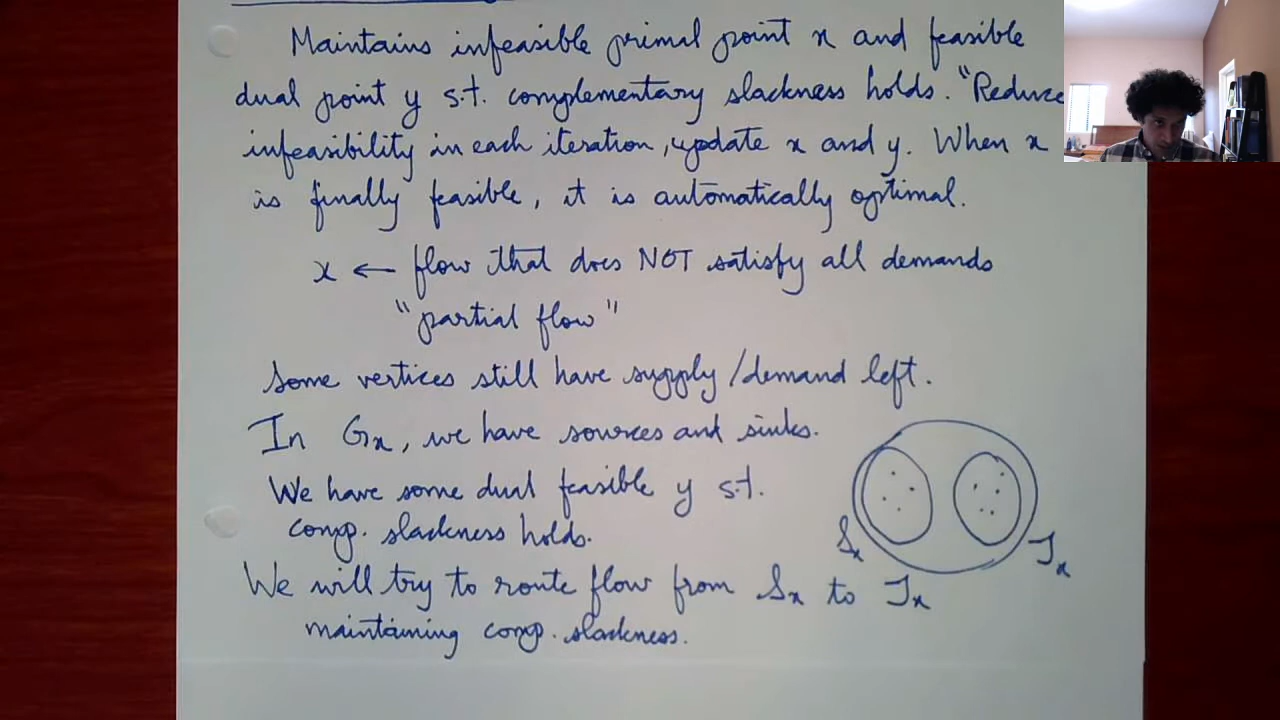 Maintains infeasible primal point x and feasible
dual point y s.t. complementary slackness holds. "Reduce
infeasibility in each iteration, update x and y. When x
is finally feasible, it is automatically optimal.
x ← flow that does NOT satisfy all demands
"partial flow"
Some vertices still have supply/demand left.
In Gx, we have sources and sinks.
We have some dual feasible y s.t.
comp. slackness holds.
Sx
Tx
We will try to route flow from Sx to Tx
maintaining comp. slackness.